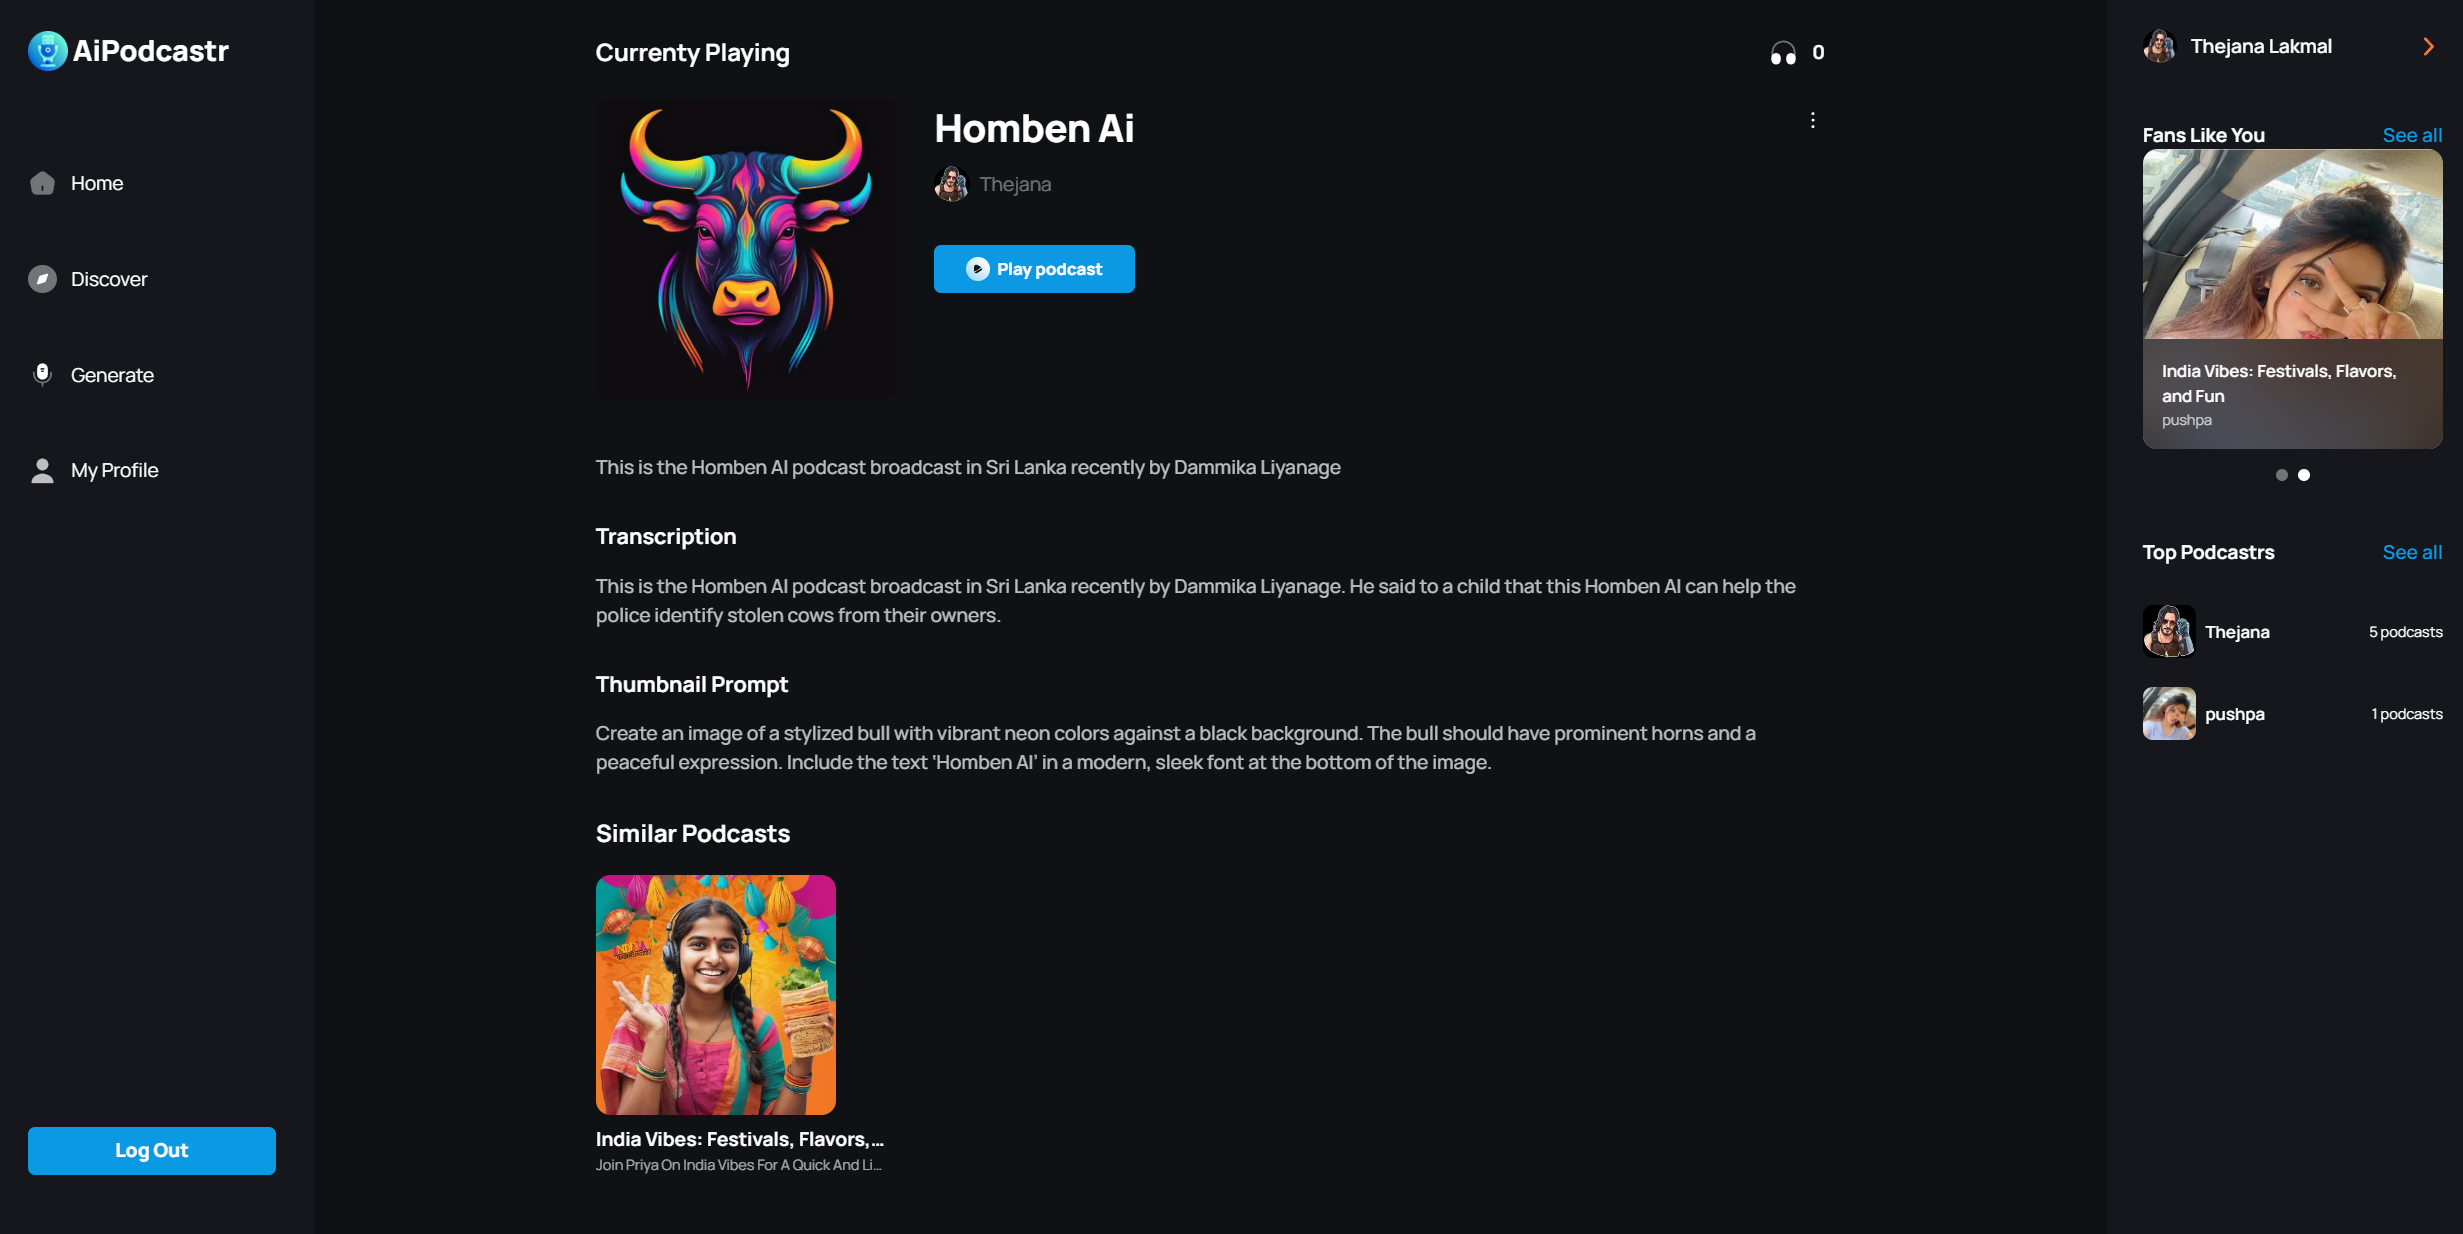 AiPodcastr
Home
Discover
Generate
My Profile
Log Out
Currenty Playing
0
Homben Ai
Thejana
Play podcast
This is the Homben AI podcast broadcast in Sri Lanka recently by Dammika Liyanage
Transcription
This is the Homben AI podcast broadcast in Sri Lanka recently by Dammika Liyanage. He said to a child that this Homben AI can help the
police identify stolen cows from their owners.
Thumbnail Prompt
Create an image of a stylized bull with vibrant neon colors against a black background. The bull should have prominent horns and a
peaceful expression. Include the text ‘Homben AI’ in a modern, sleek font at the bottom of the image.
Similar Podcasts
India Vibes: Festivals, Flavors,...
Join Priya On India Vibes For A Quick And Li...
Thejana Lakmal
Fans Like You
See all
India Vibes: Festivals, Flavors,
and Fun
pushpa
Top Podcastrs
See all
Thejana
5 podcasts
pushpa
1 podcasts